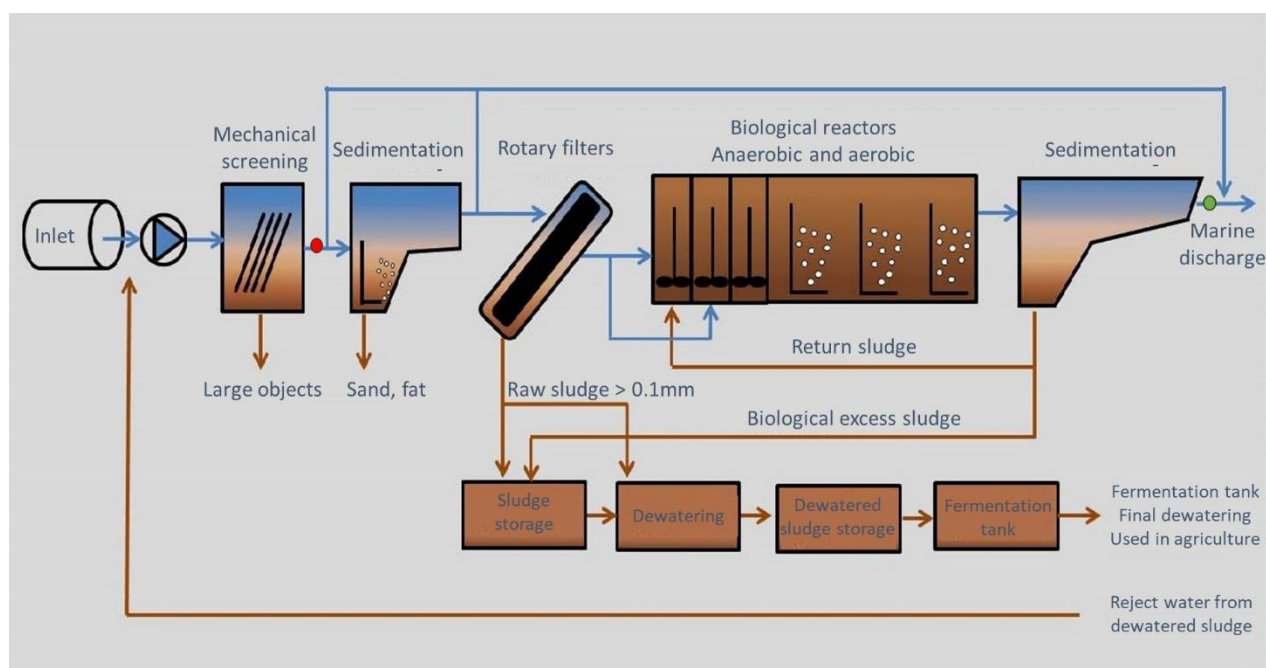 Mechanical
screening
Sedimentation
Rotary filters
Biological reactors
Anaerobic and aerobic
Sedimentation
Inlet
Marine
discharge
Large objects
Sand, fat
Raw sludge > 0.1mm
Return sludge
Biological excess sludge
Sludge
storage
Dewatering
Dewatered
sludge storage
Fermentation
tank
Fermentation tank
Final dewatering
Used in agriculture
Reject water from
dewatered sludge